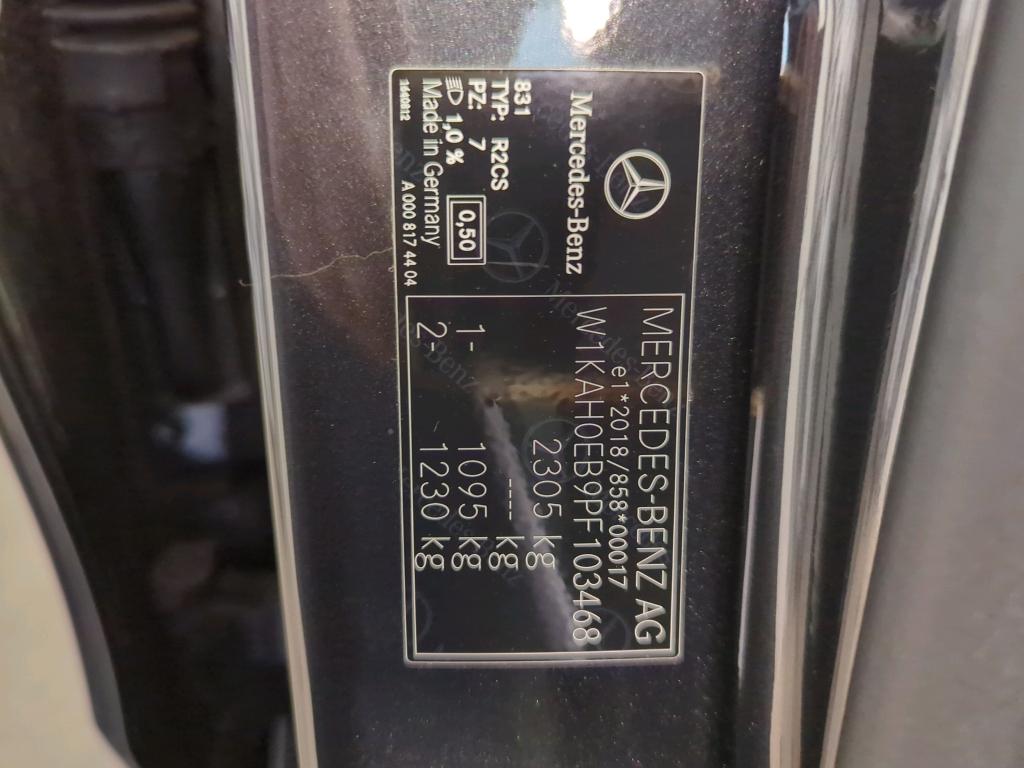 Mercedes-Benz
831
TYP: R2CS
PZ: 7
1,0 %
0,50
Made in Germany
1640812
A 000 817 44 04
MERCEDES-BENZ AG
e1*2018/858*00017
W1KAH0EB9PF103468
2305 kg
---- kg
1- 1095 kg
2- 1230 kg